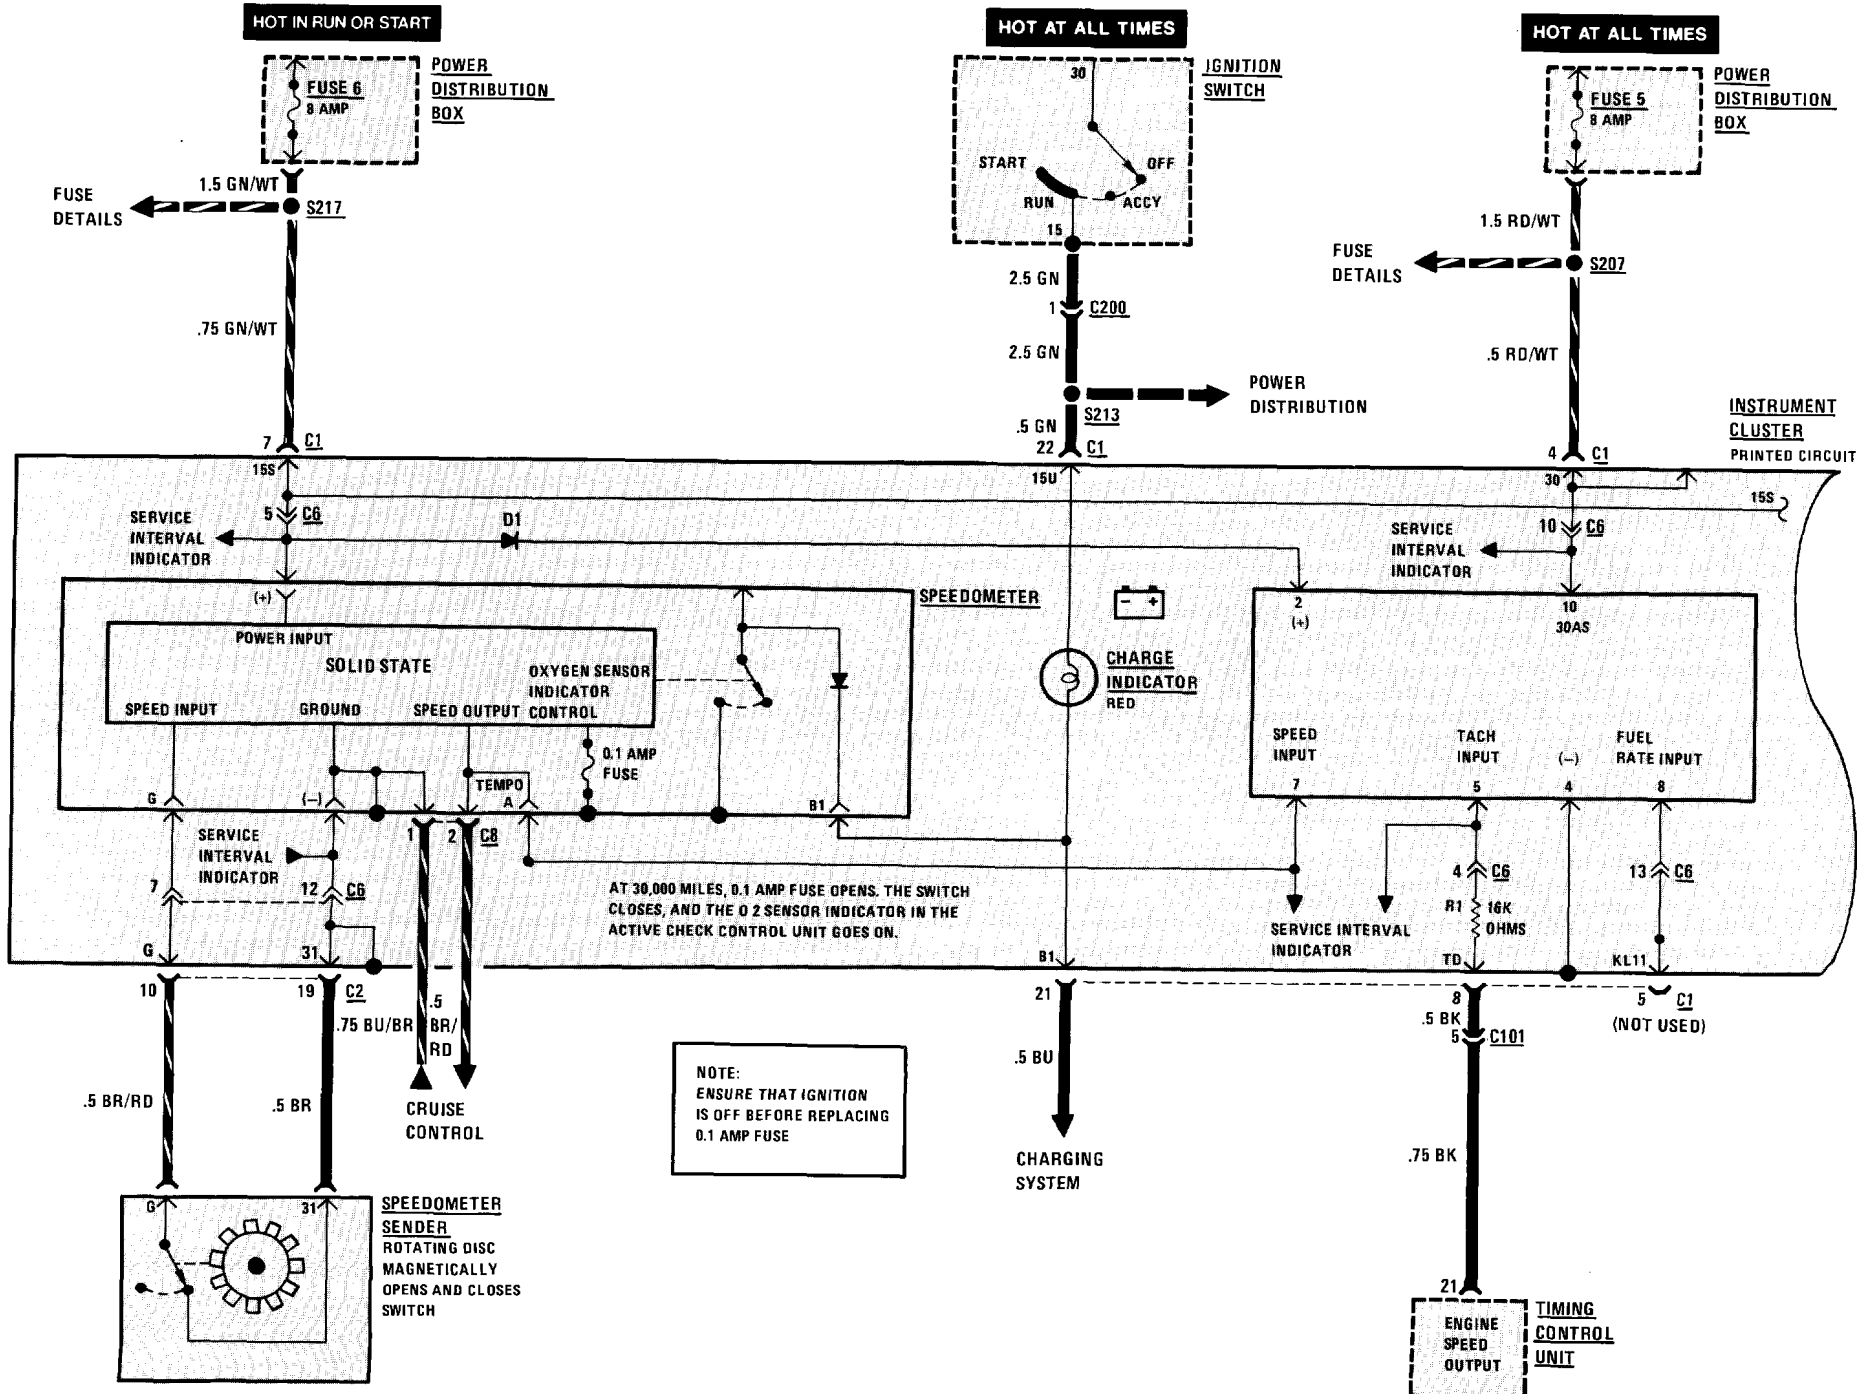 HOT IN RUN OR START
HOT AT ALL TIMES
HOT AT ALL TIMES
FUSE 6
8 AMP
POWER
DISTRIBUTION
BOX
30
IGNITION
SWITCH
START
OFF
RUN
ACCY
15
FUSE 5
8 AMP
POWER
DISTRIBUTION
BOX
1.5 GN/WT
FUSE
DETAILS
S217
.75 GN/WT
7 C1
2.5 GN
1 C200
2.5 GN
POWER
DISTRIBUTION
S213
.5 GN
22 C1
1.5 RD/WT
FUSE
DETAILS
S207
.5 RD/WT
4 C1
INSTRUMENT
CLUSTER
PRINTED CIRCUIT
15S
15U
30
15S
5 C6
SERVICE
INTERVAL
INDICATOR
D1
10 C6
SERVICE
INTERVAL
INDICATOR
(+)
SPEEDOMETER
- +
2
(+)
10
30AS
POWER INPUT
SOLID STATE
OXYGEN SENSOR
INDICATOR
CONTROL
SPEED INPUT
GROUND
SPEED OUTPUT
CHARGE
INDICATOR
RED
0.1 AMP
FUSE
TEMPO
A
G
(–)
B1
SPEED
INPUT
7
TACH
INPUT
5
(–)
4
FUEL
RATE INPUT
8
1 2 C8
SERVICE
INTERVAL
INDICATOR
7
12 C6
AT 30,000 MILES, 0.1 AMP FUSE OPENS. THE SWITCH
CLOSES, AND THE O 2 SENSOR INDICATOR IN THE
ACTIVE CHECK CONTROL UNIT GOES ON.
4 C6
13 C6
R1
16K
OHMS
SERVICE INTERVAL
INDICATOR
G
31
B1
TD
KL11
10
19 C2
21
8
5 C1
(NOT USED)
.75 BU/BR
.5
BR/
RD
.5 BK
5 C101
NOTE:
ENSURE THAT IGNITION
IS OFF BEFORE REPLACING
0.1 AMP FUSE
.5 BU
.5 BR/RD
.5 BR
CRUISE
CONTROL
CHARGING
SYSTEM
.75 BK
G
31
SPEEDOMETER
SENDER
ROTATING DISC
MAGNETICALLY
OPENS AND CLOSES
SWITCH
21
ENGINE
SPEED
OUTPUT
TIMING
CONTROL
UNIT